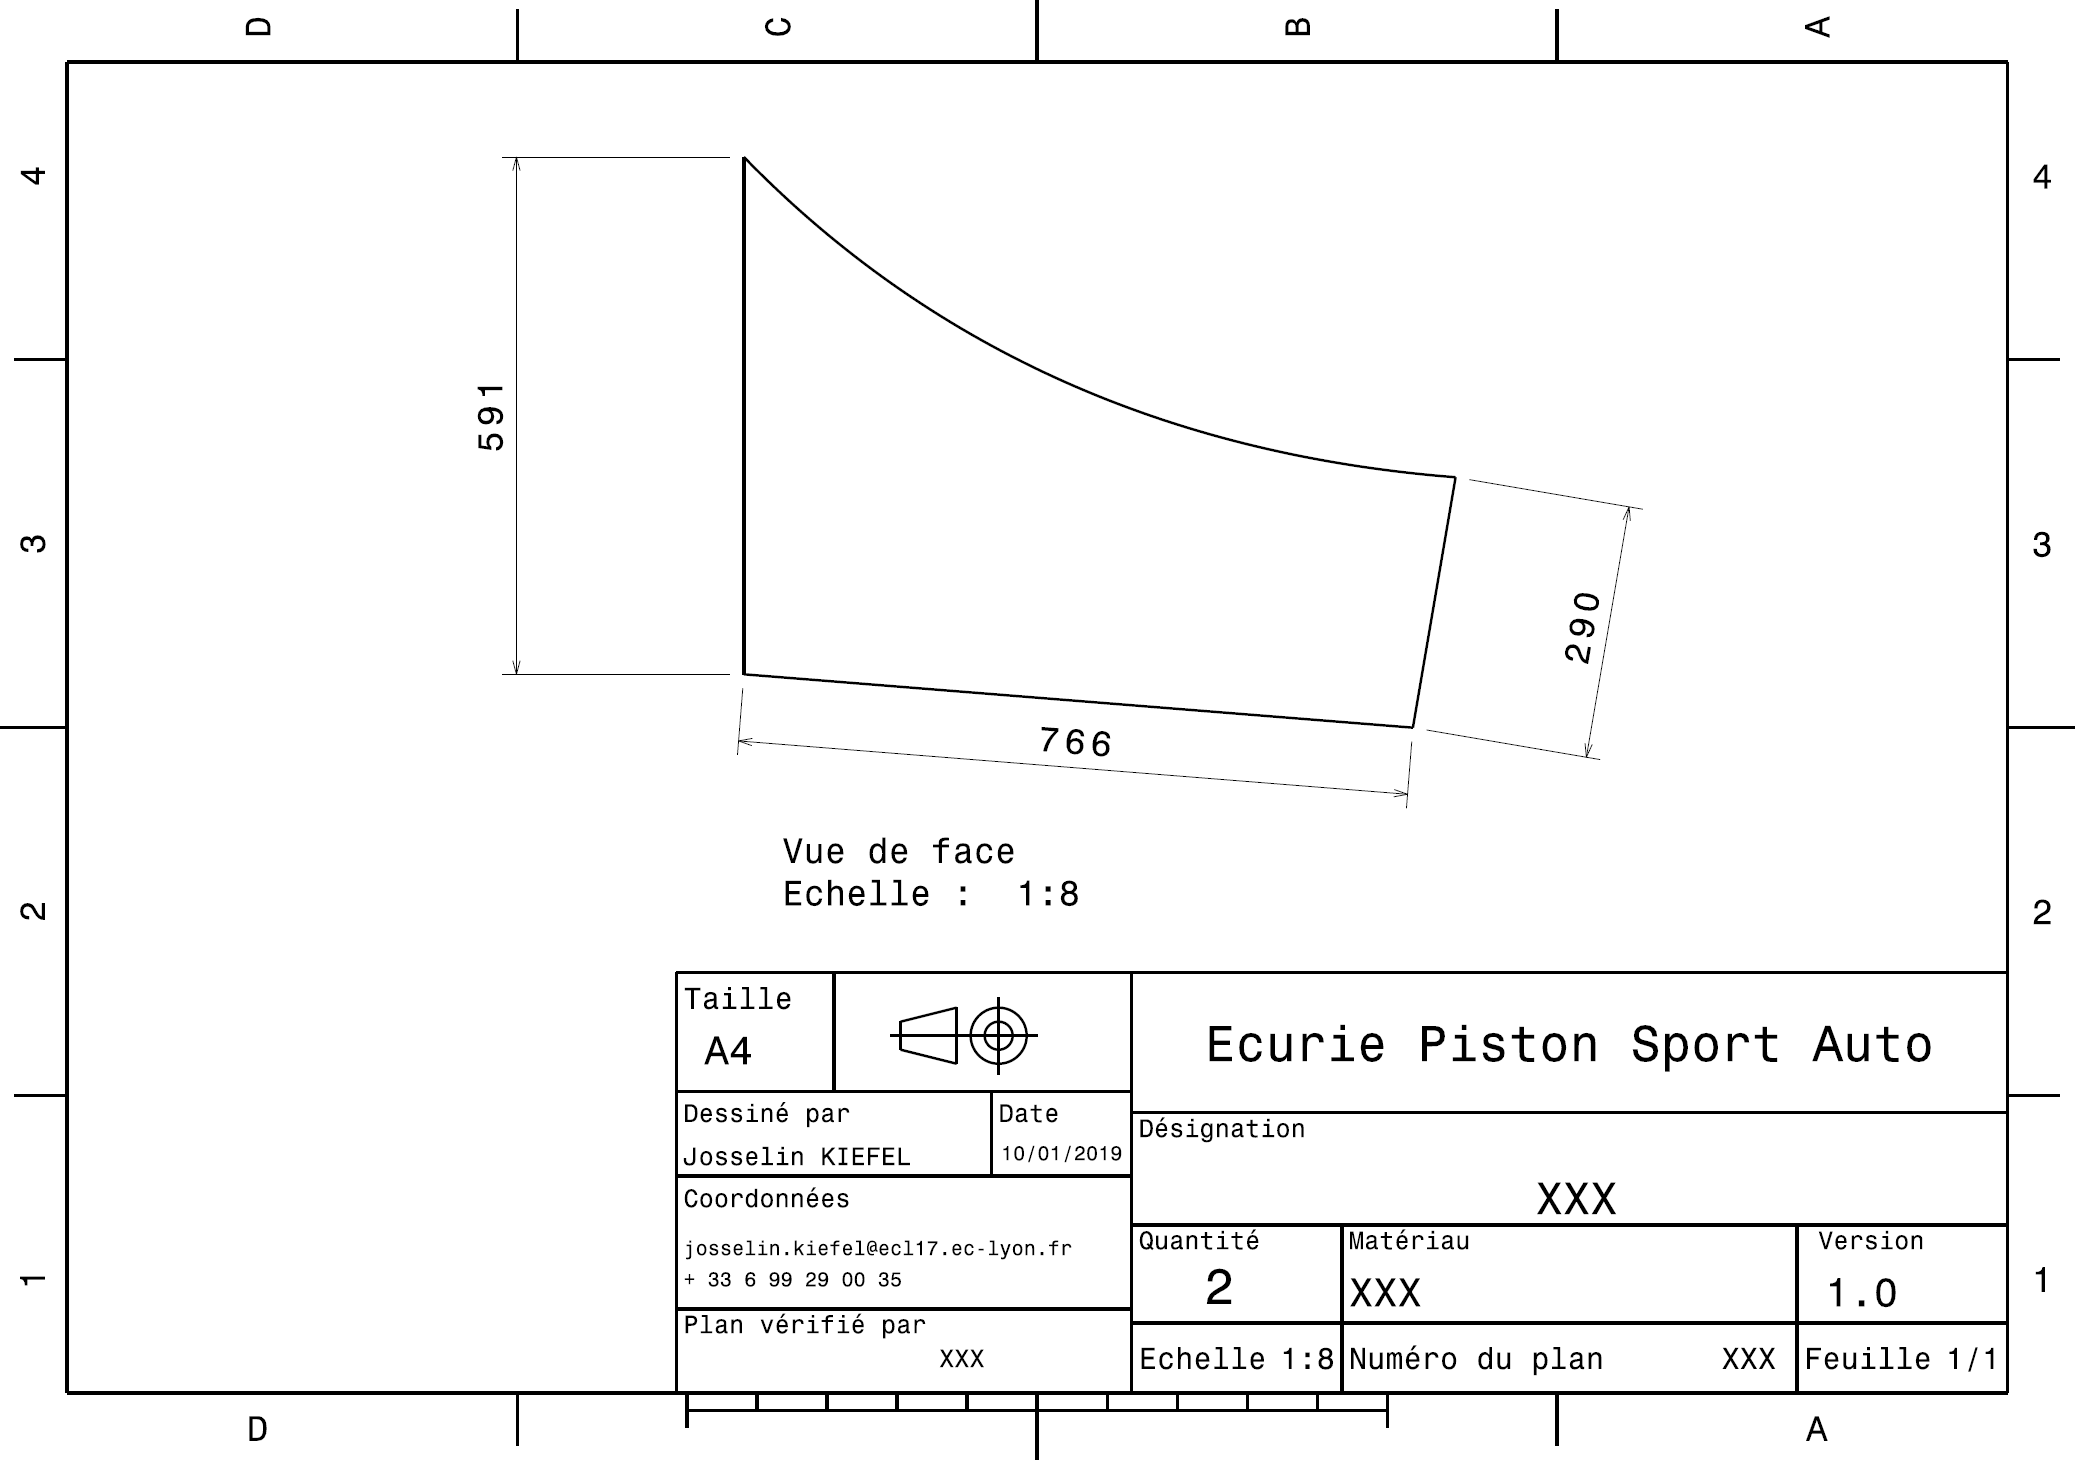 D C B A
4 4
591
3 3
290
766
Vue de face
Echelle : 1:8
2 2
Taille
A4
Ecurie Piston Sport Auto
Dessiné par
Josselin KIEFEL
Date
10/01/2019
Désignation
XXX
Coordonnées
josselin.kiefel@ecl17.ec-lyon.fr
+ 33 6 99 29 00 35
Quantité
2
Matériau
XXX
Version
1.0
1 1
Plan vérifié par
XXX
Echelle 1:8
Numéro du plan XXX
Feuille 1/1
D A